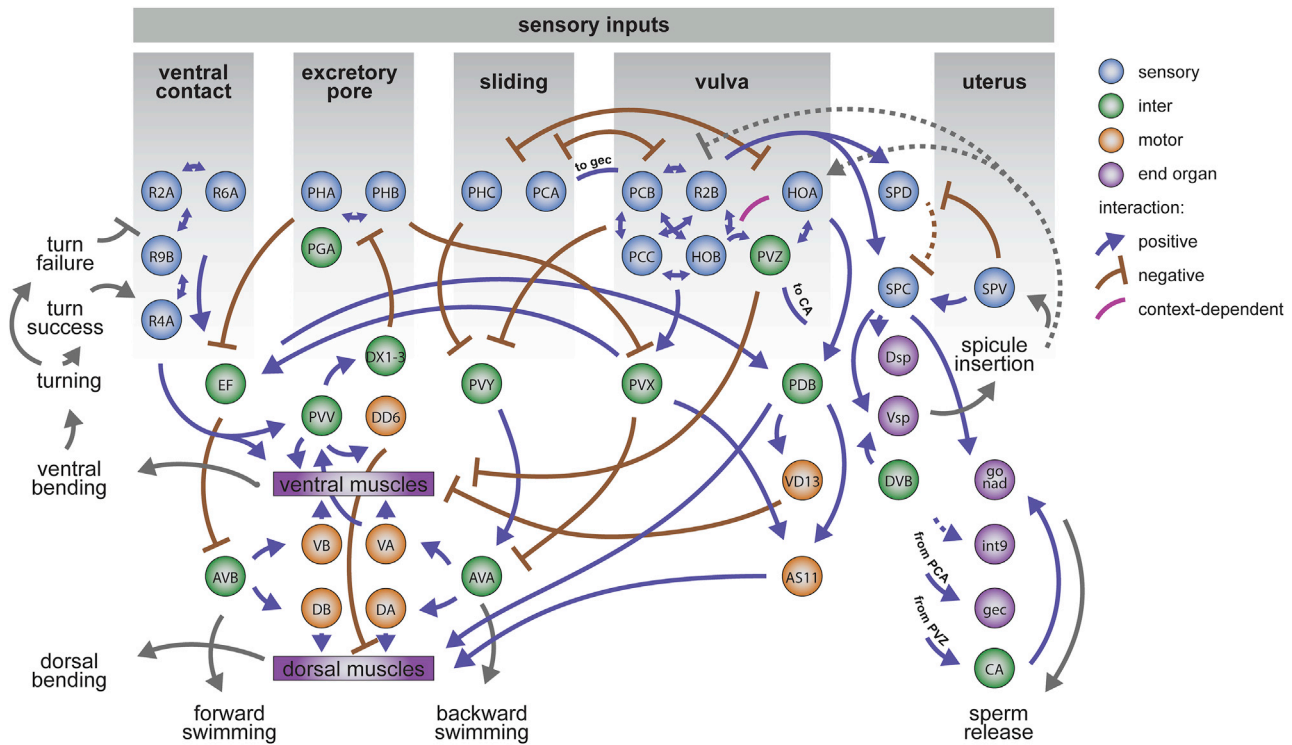 sensory inputs
ventral
contact
excretory
pore
sliding
vulva
uterus
sensory
inter
motor
end organ
interaction:
positive
negative
context-dependent
to gec
R2A
R6A
PHA
PHB
PHC
PCA
PCB
R2B
HOA
SPD
turn
failure
R9B
PGA
PCC
HOB
PVZ
to CA
SPC
SPV
turn
success
R4A
turning
EF
DX1-3
PVY
PVX
PDB
Dsp
spicule
insertion
PVV
DD6
Vsp
ventral
bending
ventral muscles
VD13
DVB
go
nad
VB
VA
int9
from PCA
AVB
AVA
AS11
DB
DA
gec
from PVZ
dorsal
bending
dorsal muscles
CA
forward
swimming
backward
swimming
sperm
release